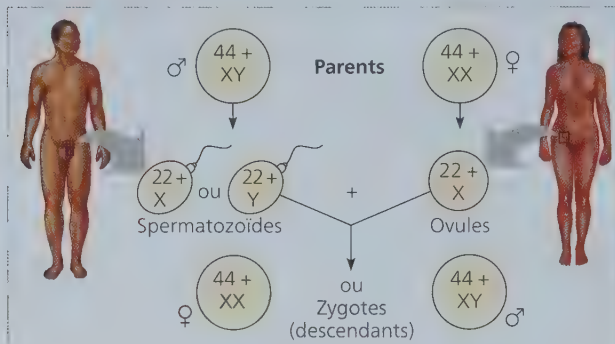 ♂
44 +
XY
Parents
44 +
XX
♀
22 +
X
ou
22 +
Y
+
22 +
X
Spermatozoïdes
Ovules
♀
44 +
XX
ou
Zygotes
(descendants)
44 +
XY
♂